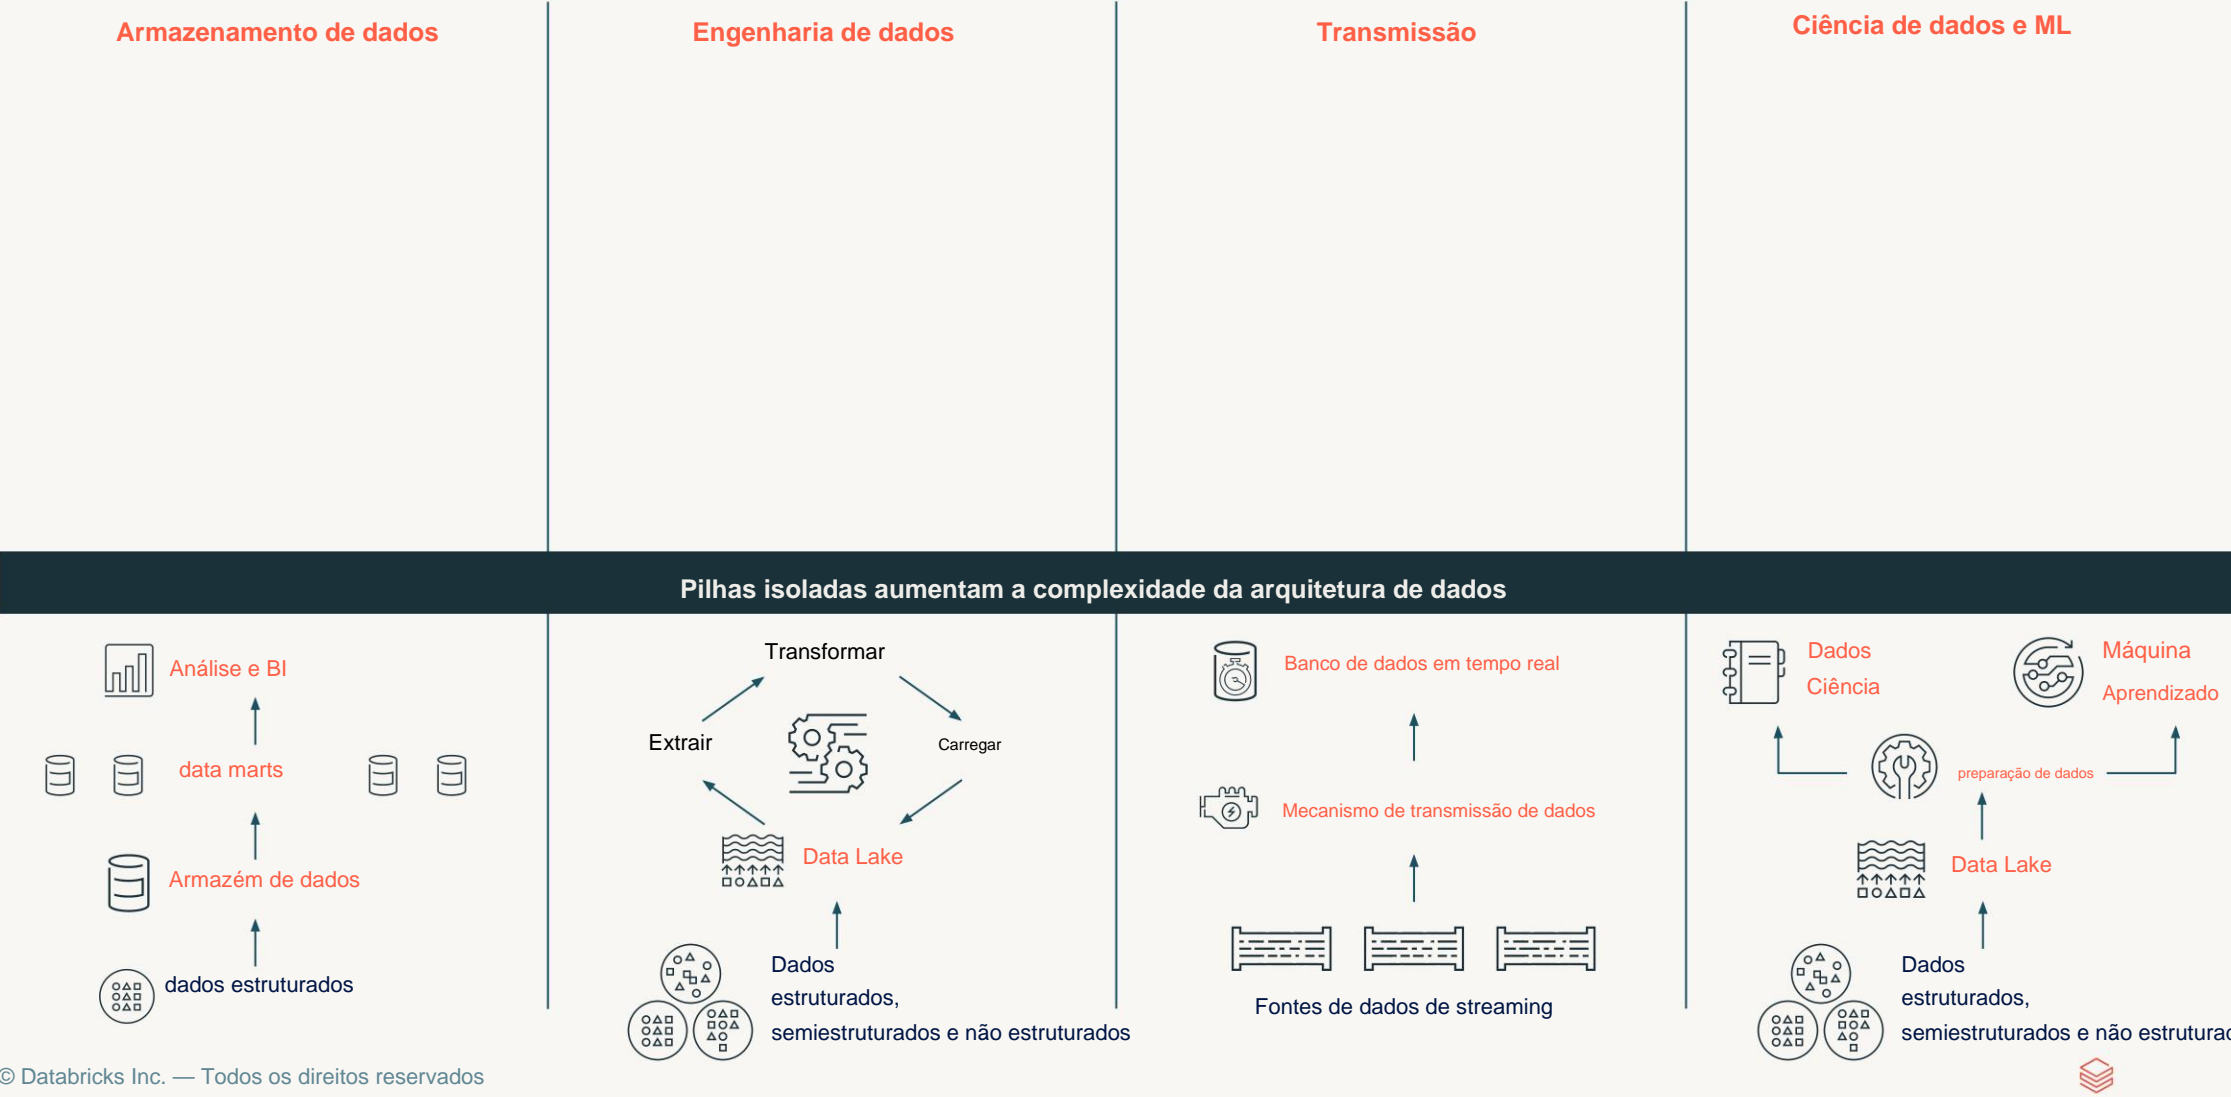 Armazenamento de dados
Engenharia de dados
Transmissão
Ciência de dados e ML
Pilhas isoladas aumentam a complexidade da arquitetura de dados
Análise e BI
data marts
Armazém de dados
dados estruturados
Transformar
Extrair
Carregar
Data Lake
Dados
estruturados,
semiestruturados e não estruturados
Banco de dados em tempo real
Mecanismo de transmissão de dados
Fontes de dados de streaming
Dados
Ciência
Máquina
Aprendizado
preparação de dados
Data Lake
Dados
estruturados,
semiestruturados e não estruturad
© Databricks Inc. — Todos os direitos reservados